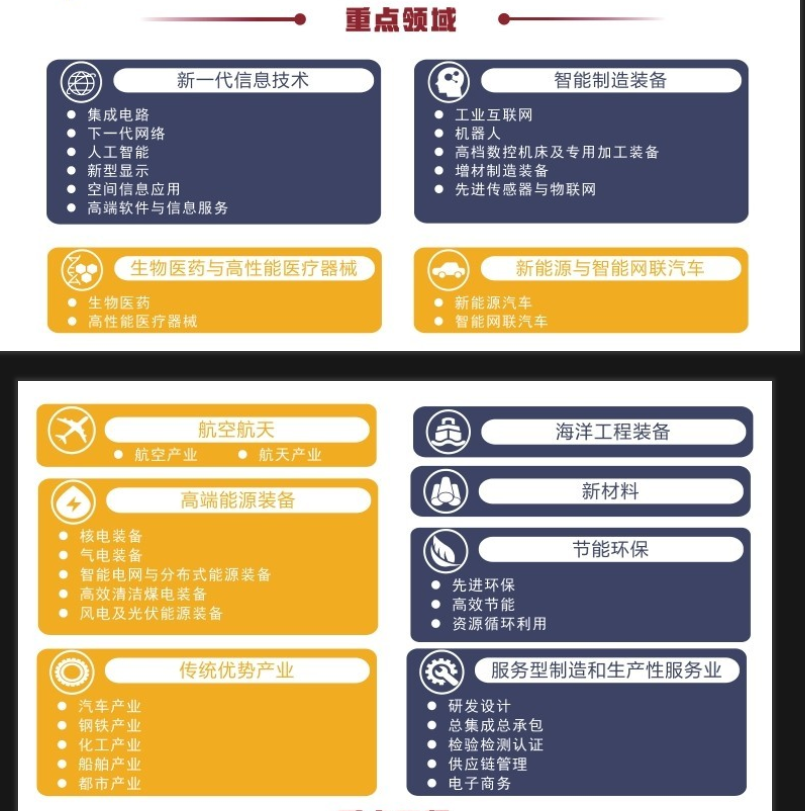 重点领域
新一代信息技术
集成电路
下一代网络
人工智能
新型显示
空间信息应用
高端软件与信息服务
智能制造装备
工业互联网
机器人
高档数控机床及专用加工装备
增材制造装备
先进传感器与物联网
生物医药与高性能医疗器械
生物医药
高性能医疗器械
新能源与智能网联汽车
新能源汽车
智能网联汽车
航空航天
航空产业
航天产业
海洋工程装备
高端能源装备
核电装备
气电装备
智能电网与分布式能源装备
高效清洁煤电装备
风电及光伏能源装备
新材料
节能环保
先进环保
高效节能
资源循环利用
传统优势产业
汽车产业
钢铁产业
化工产业
船舶产业
都市产业
服务型制造和生产性服务业
研发设计
总集成总承包
检验检测认证
供应链管理
电子商务